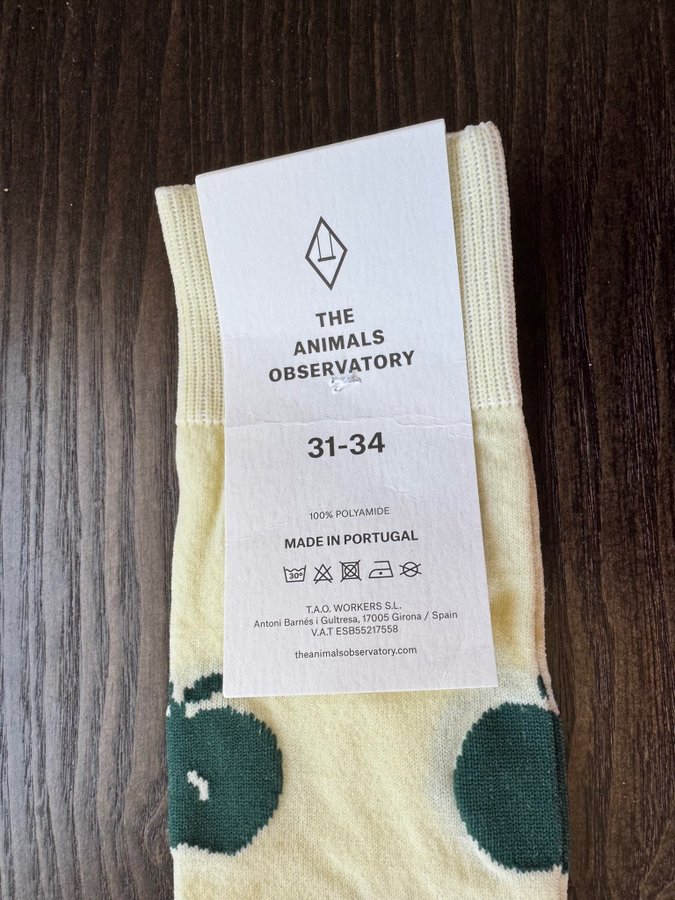 THE
ANIMALS
OBSERVATORY
31-34
100% POLYAMIDE
MADE IN PORTUGAL
30º
T.A.O. WORKERS S.L.
Antoni Barnés i Gultresa, 17005 Girona / Spain
V.A.T ESB55217558
theanimalsobservatory.com